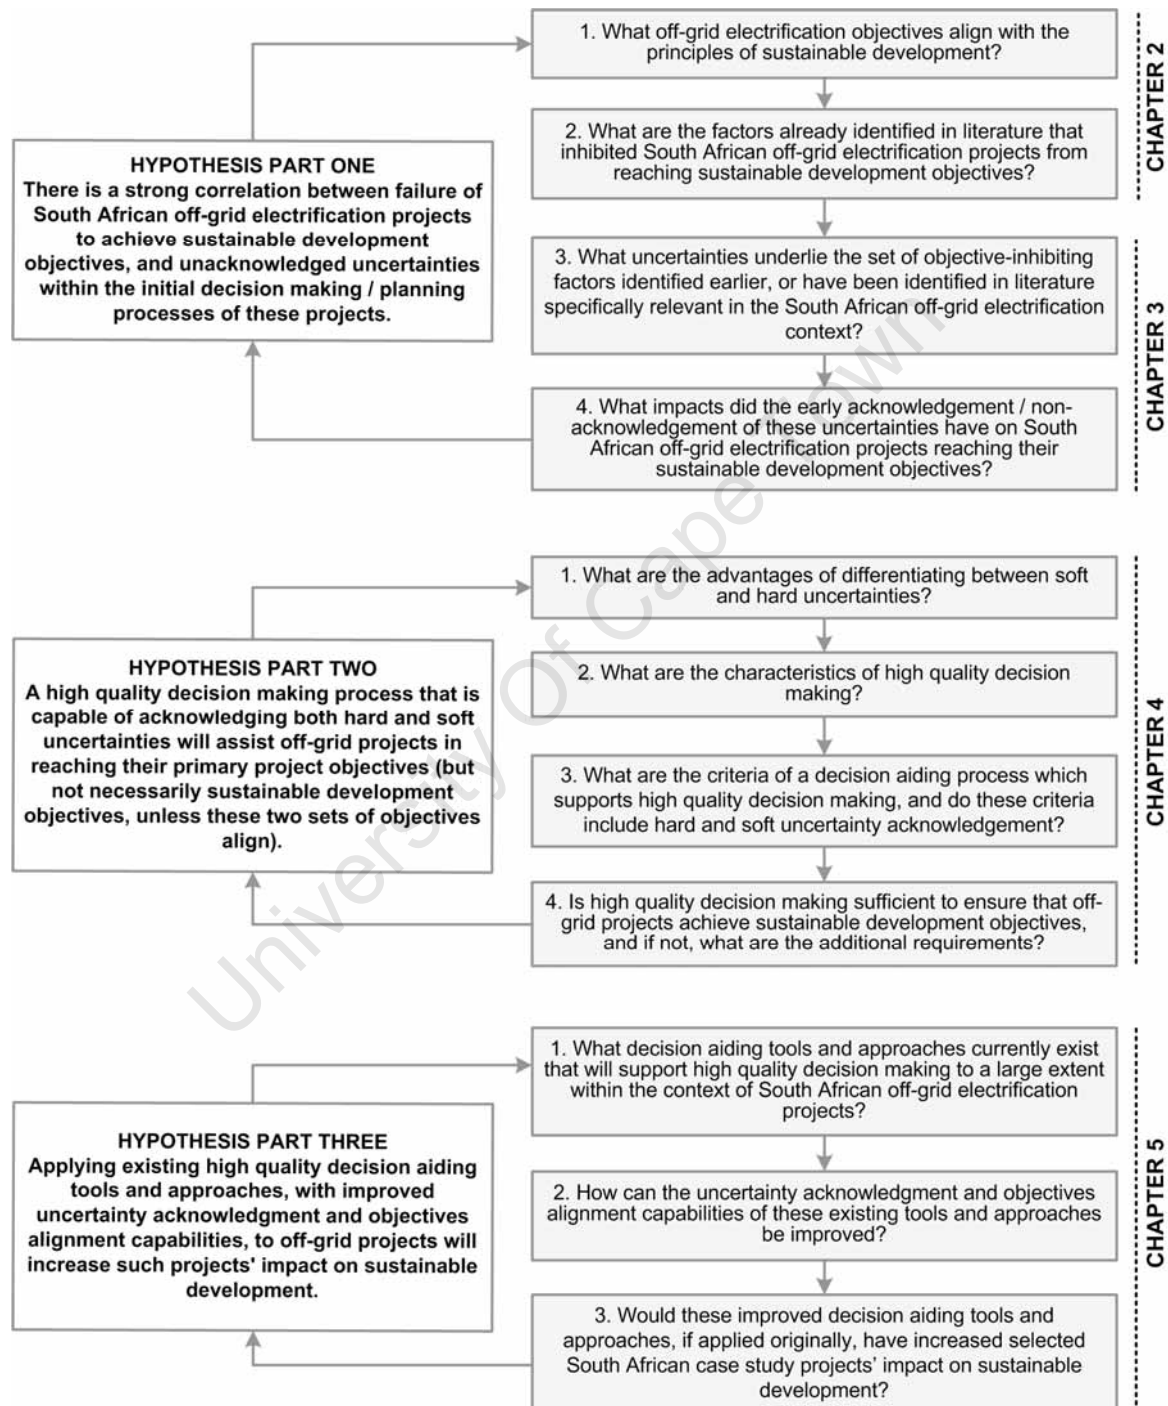 HYPOTHESIS PART ONE
There is a strong correlation between failure of
South African off-grid electrification projects
to achieve sustainable development
objectives, and unacknowledged uncertainties
within the initial decision making / planning
processes of these projects.
1. What off-grid electrification objectives align with the
principles of sustainable development?
2. What are the factors already identified in literature that
inhibited South African off-grid electrification projects from
reaching sustainable development objectives?
CHAPTER 2
3. What uncertainties underlie the set of objective-inhibiting
factors identified earlier, or have been identified in literature
specifically relevant in the South African off-grid electrification
context?
4. What impacts did the early acknowledgement / non-
acknowledgement of these uncertainties have on South
African off-grid electrification projects reaching their
sustainable development objectives?
CHAPTER 3
HYPOTHESIS PART TWO
A high quality decision making process that is
capable of acknowledging both hard and soft
uncertainties will assist off-grid projects in
reaching their primary project objectives (but
not necessarily sustainable development
objectives, unless these two sets of objectives
align).
1. What are the advantages of differentiating between soft
and hard uncertainties?
2. What are the characteristics of high quality decision
making?
3. What are the criteria of a decision aiding process which
supports high quality decision making, and do these criteria
include hard and soft uncertainty acknowledgement?
4. Is high quality decision making sufficient to ensure that off-
grid projects achieve sustainable development objectives,
and if not, what are the additional requirements?
CHAPTER 4
HYPOTHESIS PART THREE
Applying existing high quality decision aiding
tools and approaches, with improved
uncertainty acknowledgment and objectives
alignment capabilities, to off-grid projects will
increase such projects' impact on sustainable
development.
1. What decision aiding tools and approaches currently exist
that will support high quality decision making to a large extent
within the context of South African off-grid electrification
projects?
2. How can the uncertainty acknowledgment and objectives
alignment capabilities of these existing tools and approaches
be improved?
3. Would these improved decision aiding tools and
approaches, if applied originally, have increased selected
South African case study projects' impact on sustainable
development?
CHAPTER 5
University Of Cape Town